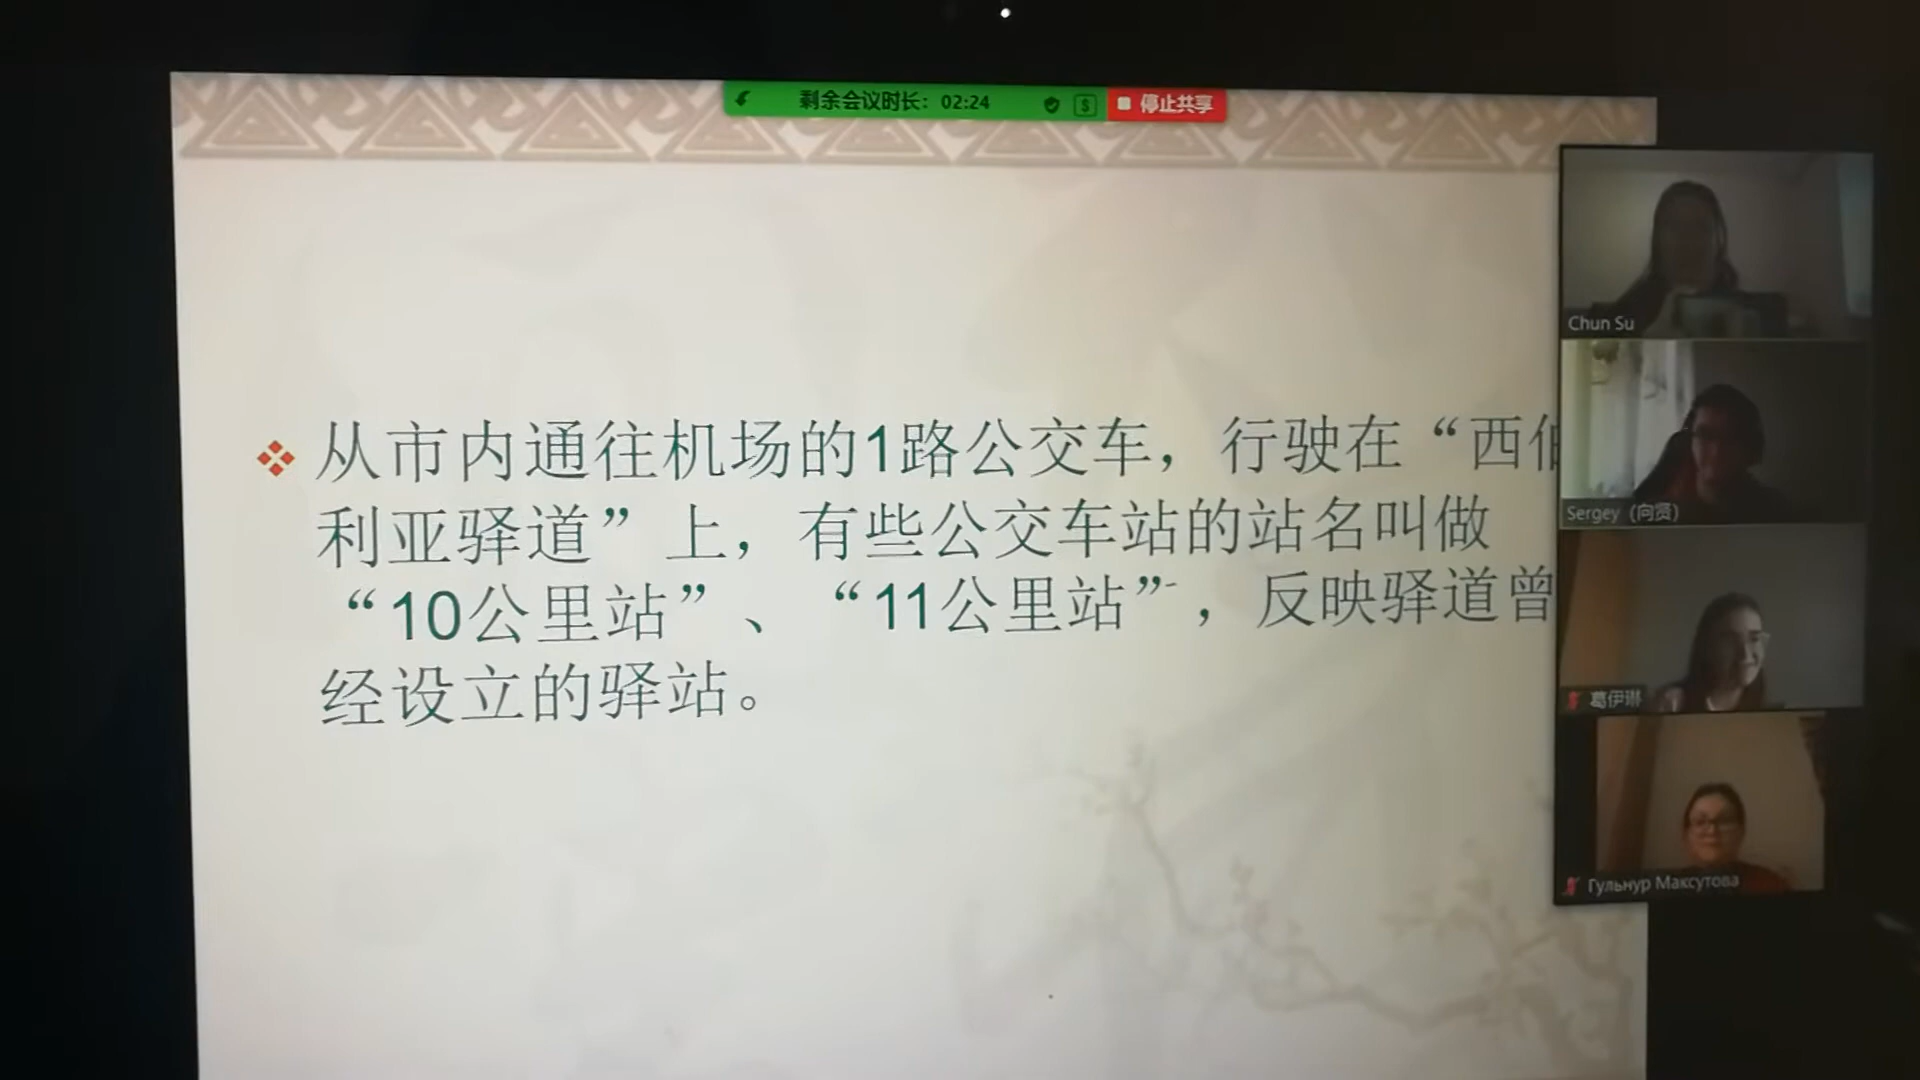 剩余会议时长：02:24
停止共享
从市内通往机场的1路公交车，行驶在“西伯
利亚驿道”上，有些公交车站的站名叫做
“10公里站”、“11公里站”，反映驿道曾
经设立的驿站。
Chun Su
Sergey（向贤）
葛伊琳
Гульнур Максутова